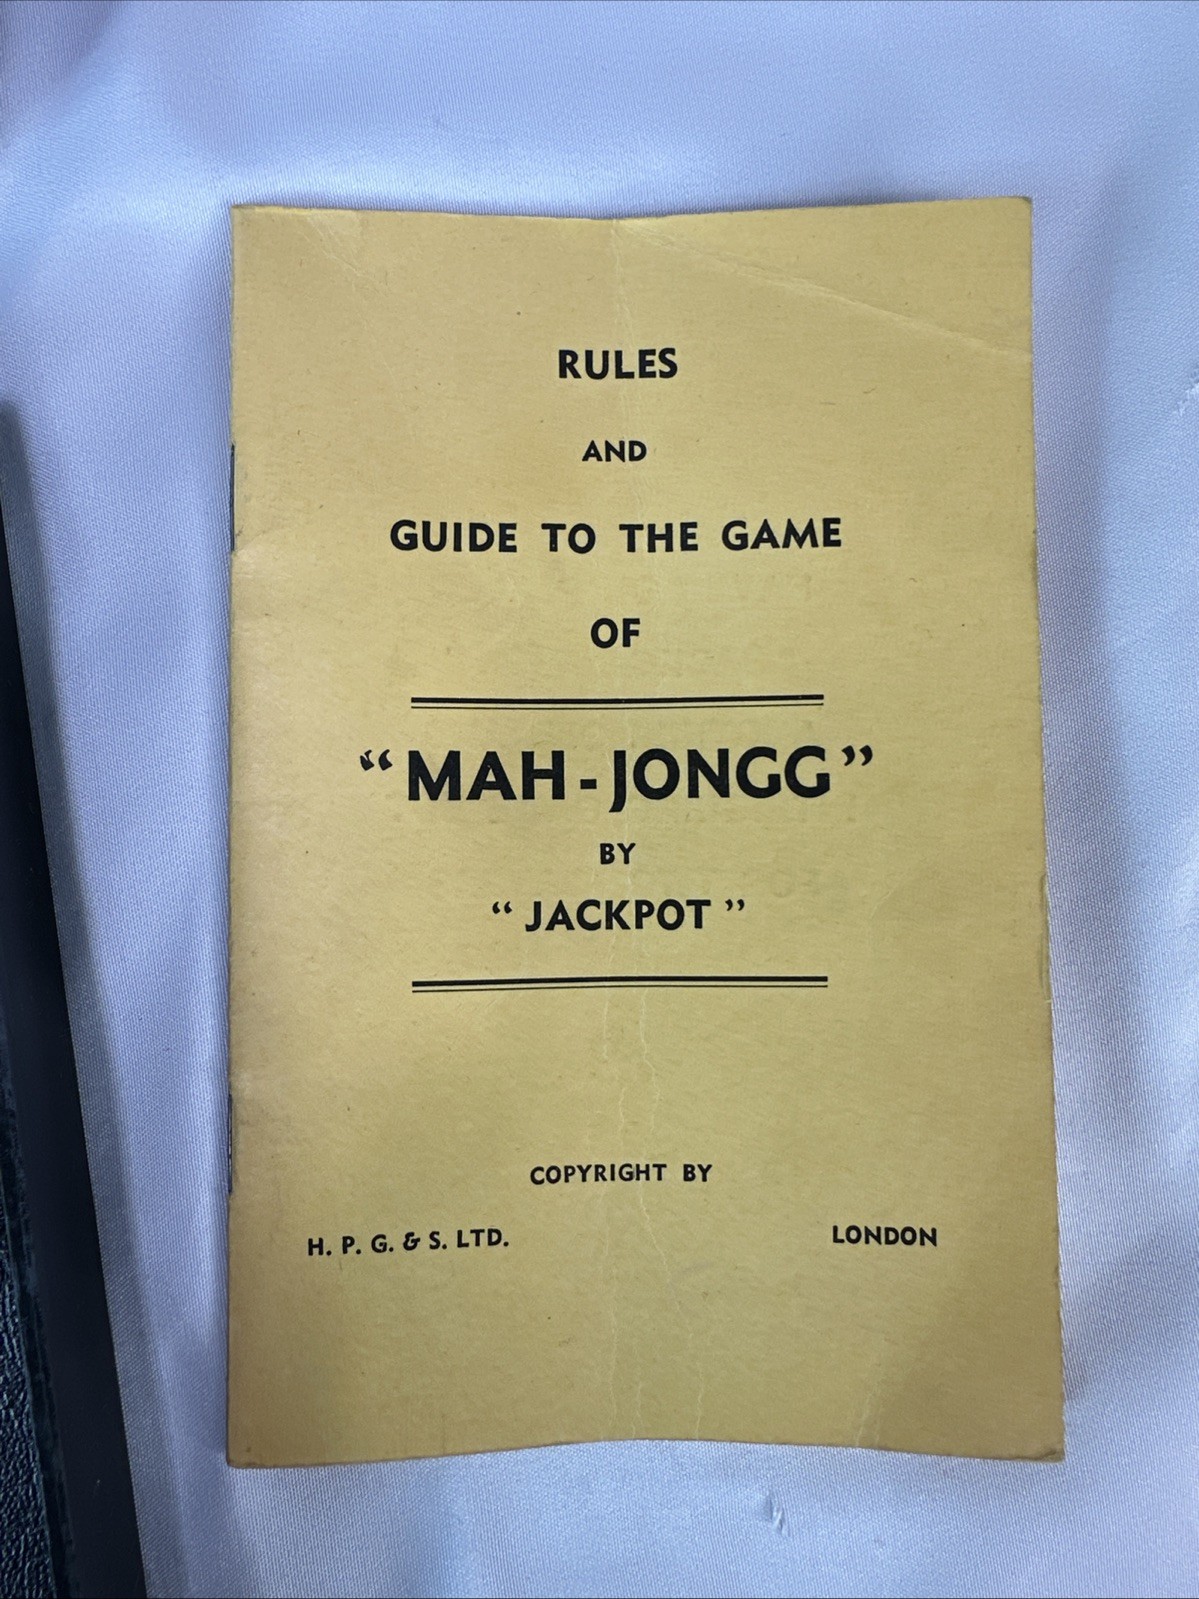 RULES
AND
GUIDE TO THE GAME
OF
“MAH-JONGG”
BY
“JACKPOT”
COPYRIGHT BY
H. P. G. & S. LTD. LONDON